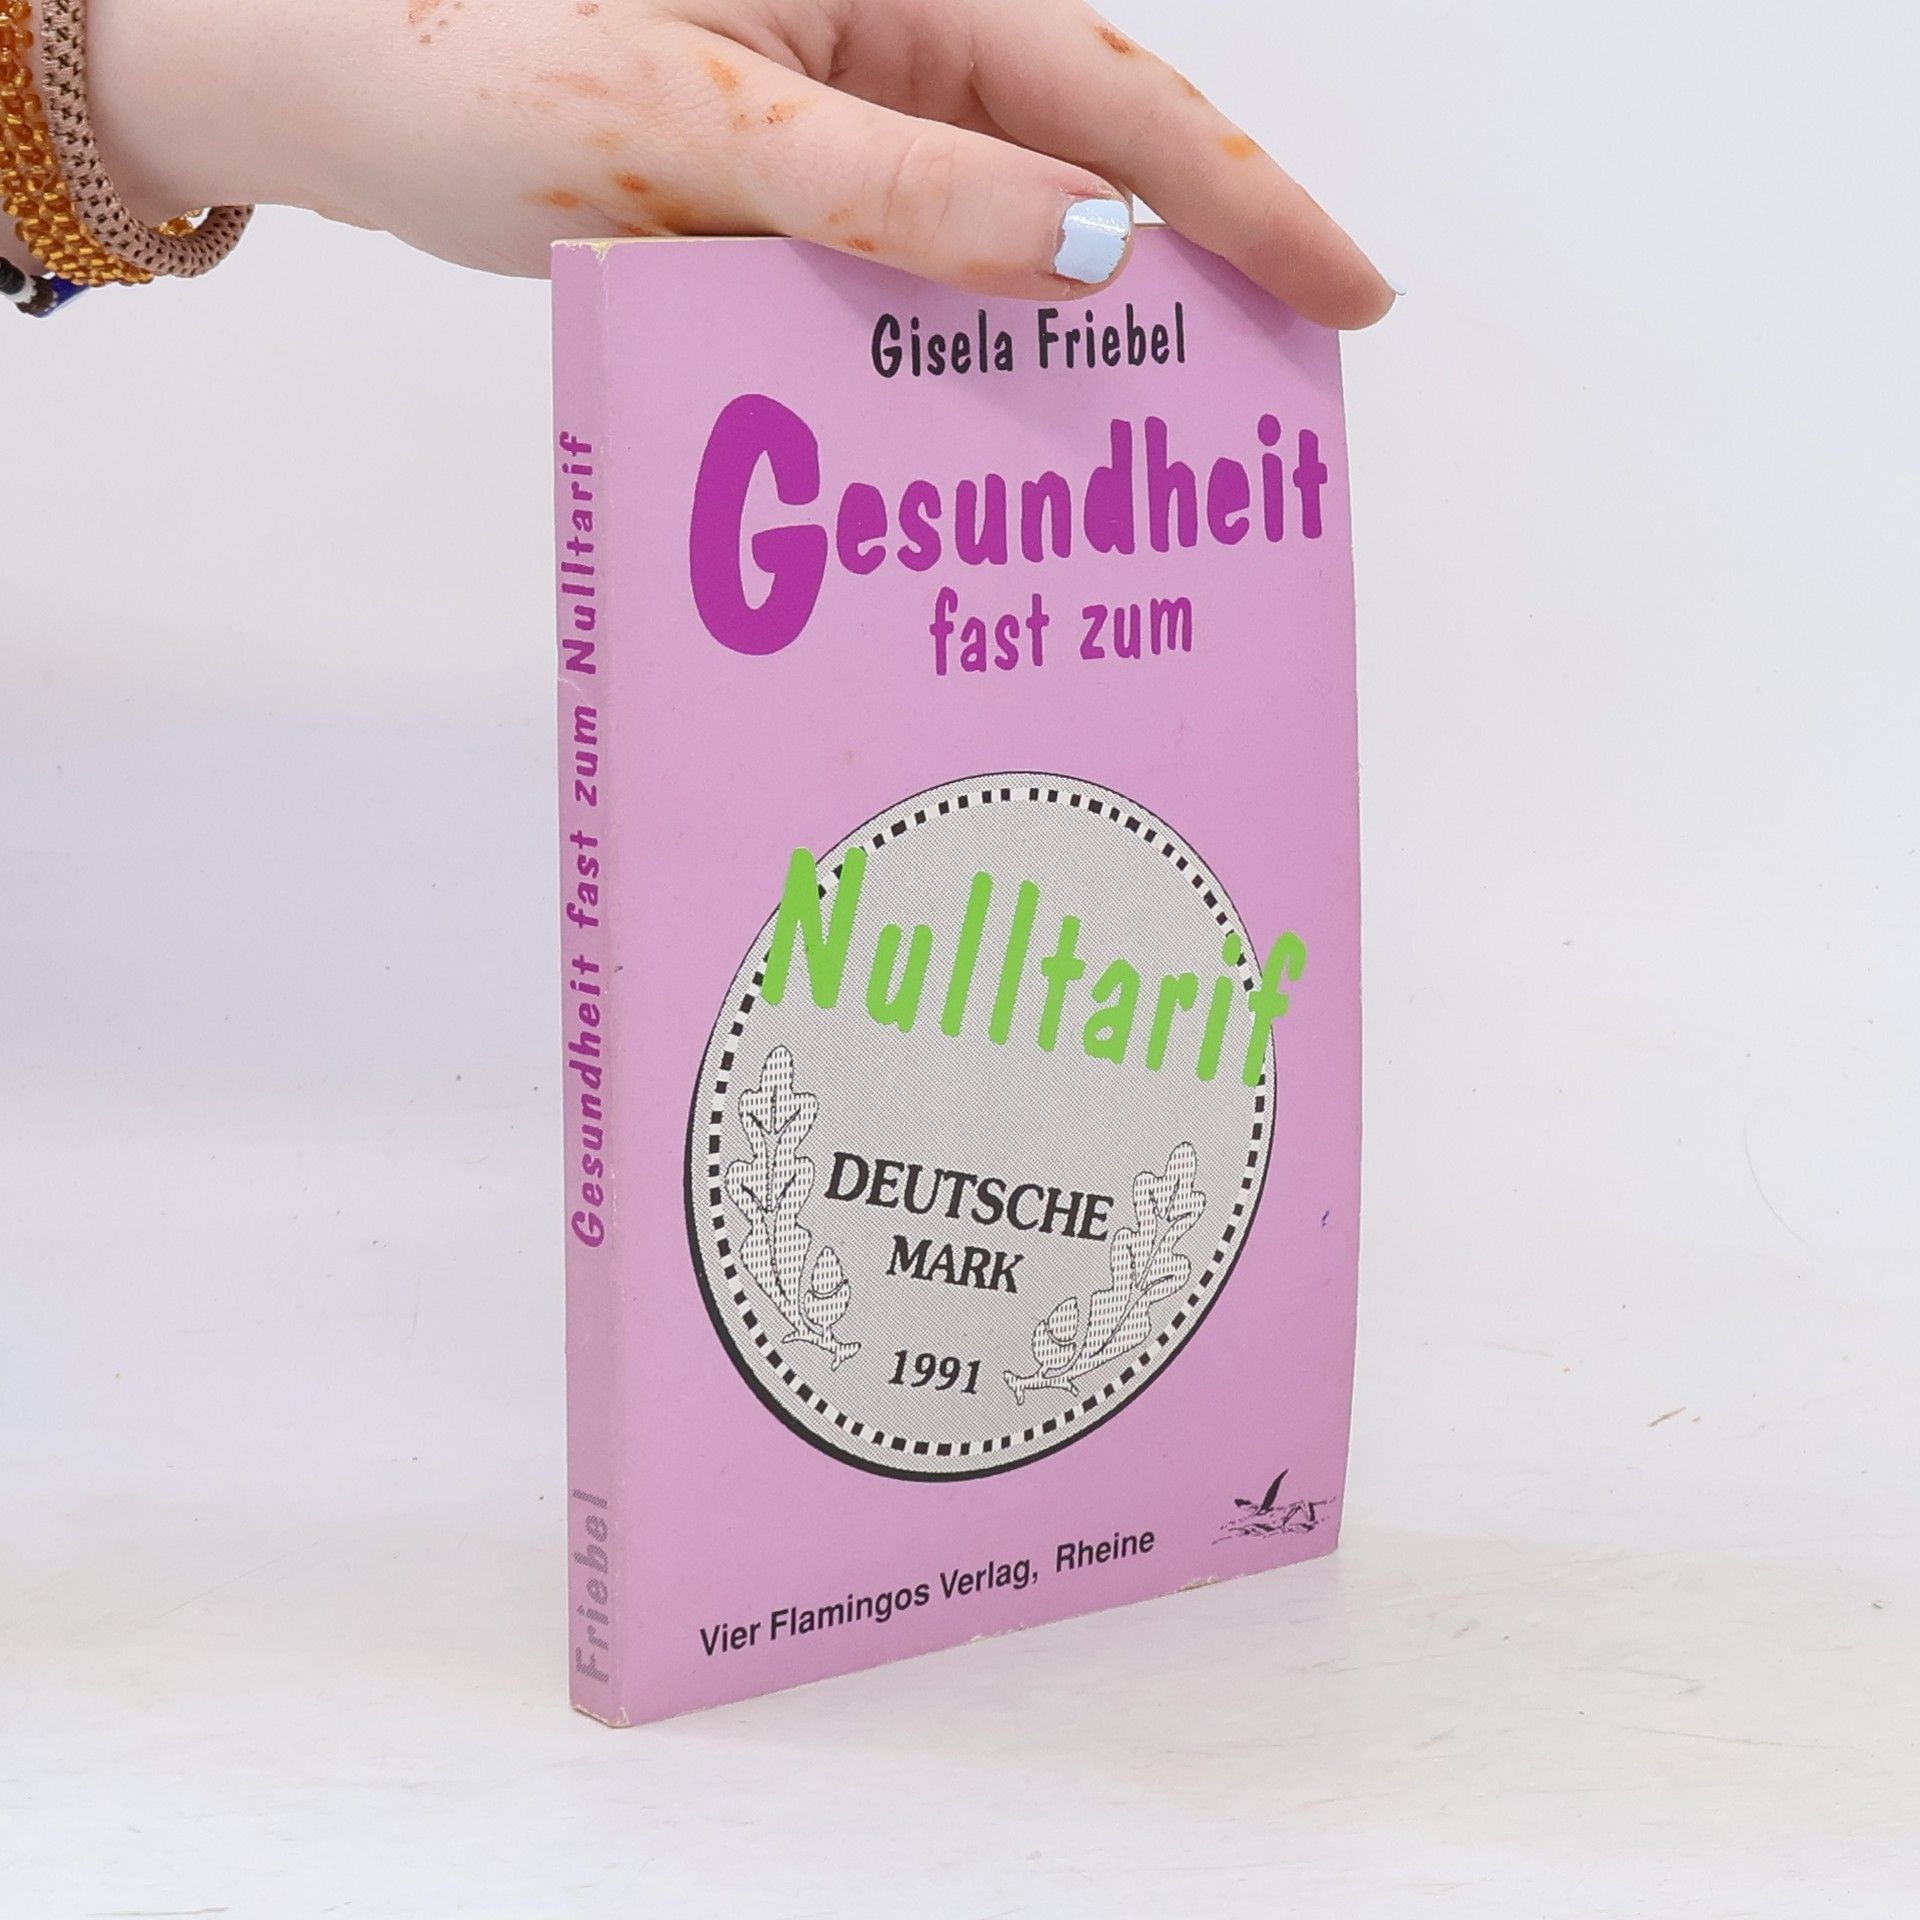 Gisela Friebel
Gesundheit
fast zum
Nulltarif
DEUTSCHE
MARK
1991
Vier Flamingos Verlag, Rheine
Friebel Gesundheit fast zum Nulltarif